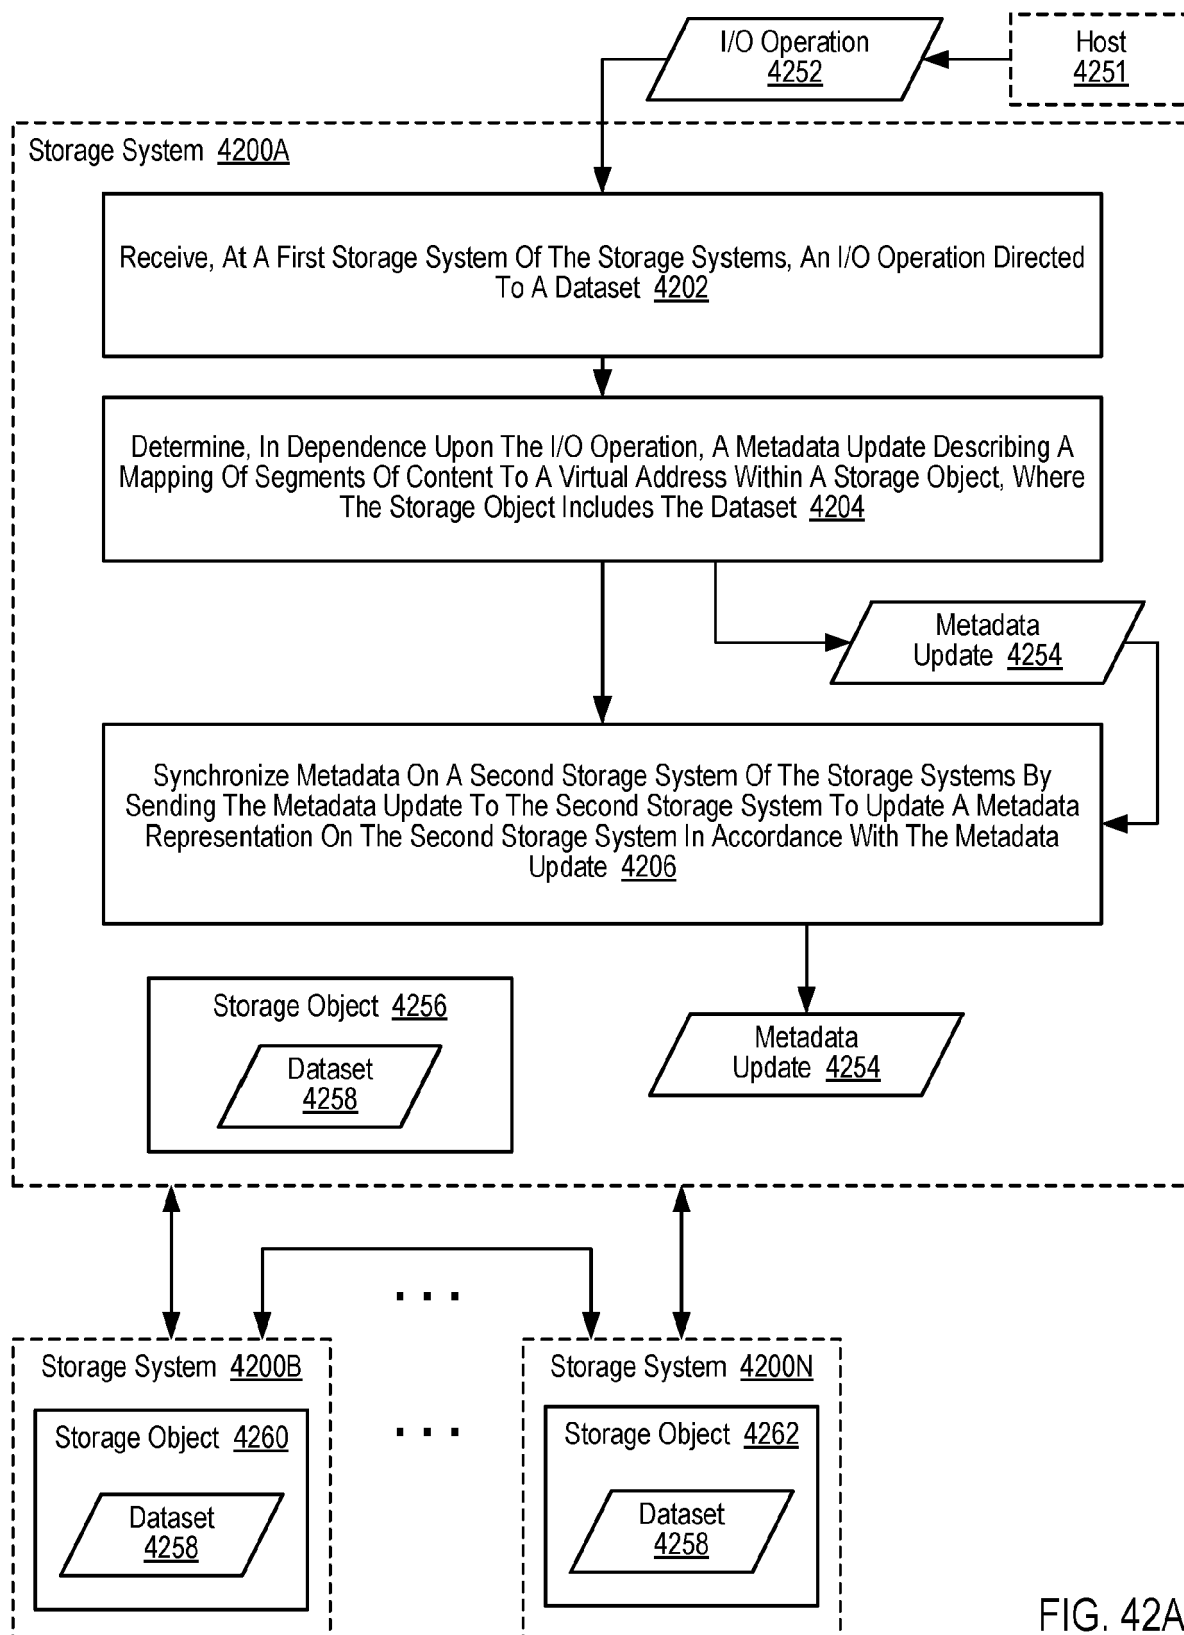 I/O Operation
4252
Host
4251
Storage System 4200A
Receive, At A First Storage System Of The Storage Systems, An I/O Operation Directed
To A Dataset 4202
Determine, In Dependence Upon The I/O Operation, A Metadata Update Describing A
Mapping Of Segments Of Content To A Virtual Address Within A Storage Object, Where
The Storage Object Includes The Dataset 4204
Metadata
Update 4254
Synchronize Metadata On A Second Storage System Of The Storage Systems By
Sending The Metadata Update To The Second Storage System To Update A Metadata
Representation On The Second Storage System In Accordance With The Metadata
Update 4206
Storage Object 4256
Dataset
4258
Metadata
Update 4254
. . .
Storage System 4200B
Storage Object 4260
Dataset
4258
. . .
Storage System 4200N
Storage Object 4262
Dataset
4258
FIG. 42A